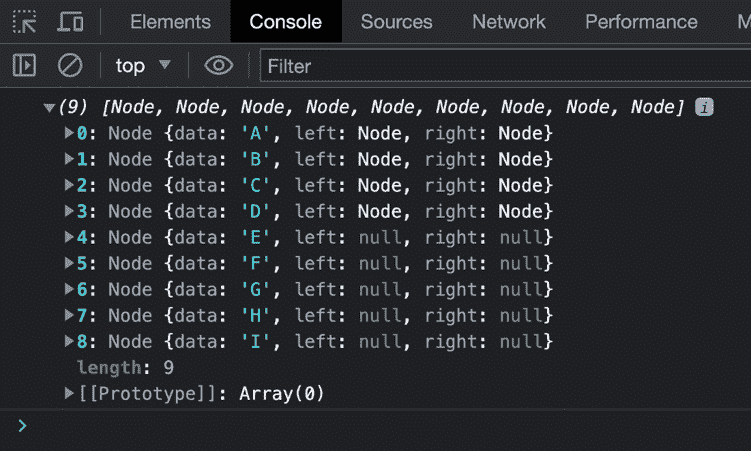 Elements Console Sources Network Performance M
top Filter
(9) [Node, Node, Node, Node, Node, Node, Node, Node, Node] i
0: Node {data: 'A', left: Node, right: Node}
1: Node {data: 'B', left: Node, right: Node}
2: Node {data: 'C', left: Node, right: Node}
3: Node {data: 'D', left: Node, right: Node}
4: Node {data: 'E', left: null, right: null}
5: Node {data: 'F', left: null, right: null}
6: Node {data: 'G', left: null, right: null}
7: Node {data: 'H', left: null, right: null}
8: Node {data: 'I', left: null, right: null}
length: 9
[[Prototype]]: Array(0)